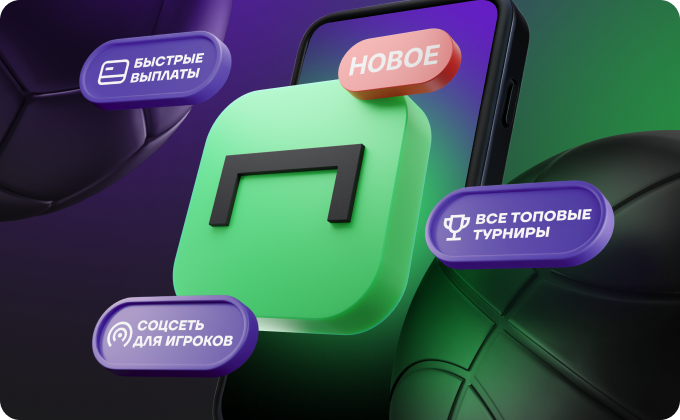 НОВОЕ
БЫСТРЫЕ
ВЫПЛАТЫ
ВСЕ ТОПОВЫЕ
ТУРНИРЫ
СОЦСЕТЬ
ДЛЯ ИГРОКОВ